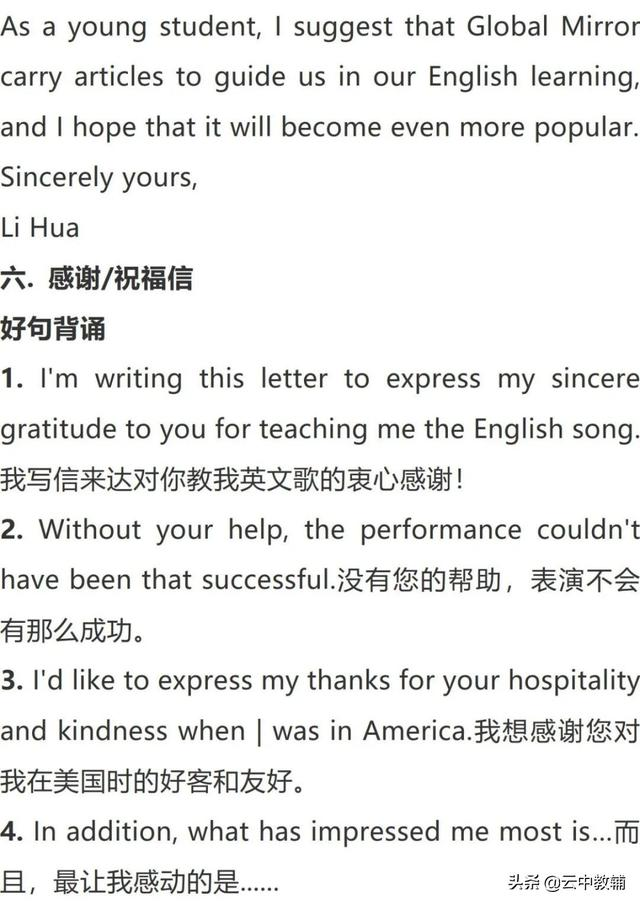 As a young student, I suggest that Global Mirror
carry articles to guide us in our English learning,
and I hope that it will become even more popular.
Sincerely yours,
Li Hua
六. 感谢/祝福信
好句背诵
1. I'm writing this letter to express my sincere
gratitude to you for teaching me the English song.
我写信来达对你教我英文歌的衷心感谢!
2. Without your help, the performance couldn't
have been that successful.没有您的帮助，表演不会
有那么成功。
3. I'd like to express my thanks for your hospitality
and kindness when | was in America.我想感谢您对
我在美国时的好客和友好。
4. In addition, what has impressed me most is...而
且，最让我感动的是......
头条 @云中教辅